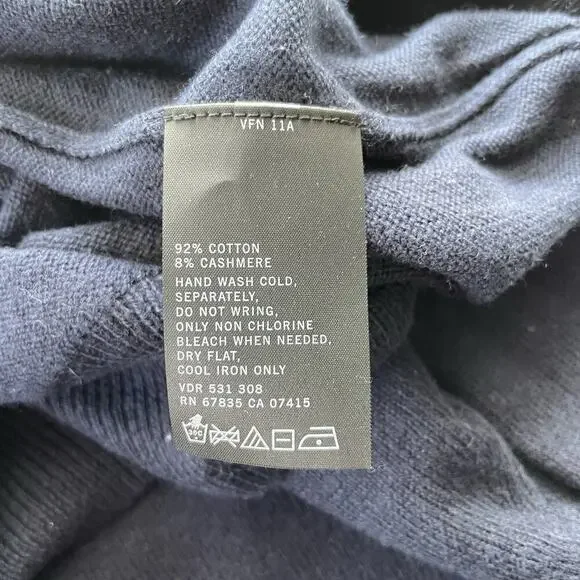 VFN 11A
92% COTTON
8% CASHMERE
HAND WASH COLD,
SEPARATELY,
DO NOT WRING,
ONLY NON CHLORINE
BLEACH WHEN NEEDED,
DRY FLAT,
COOL IRON ONLY
VDR 531 308
RN 67835 CA 07415
30C